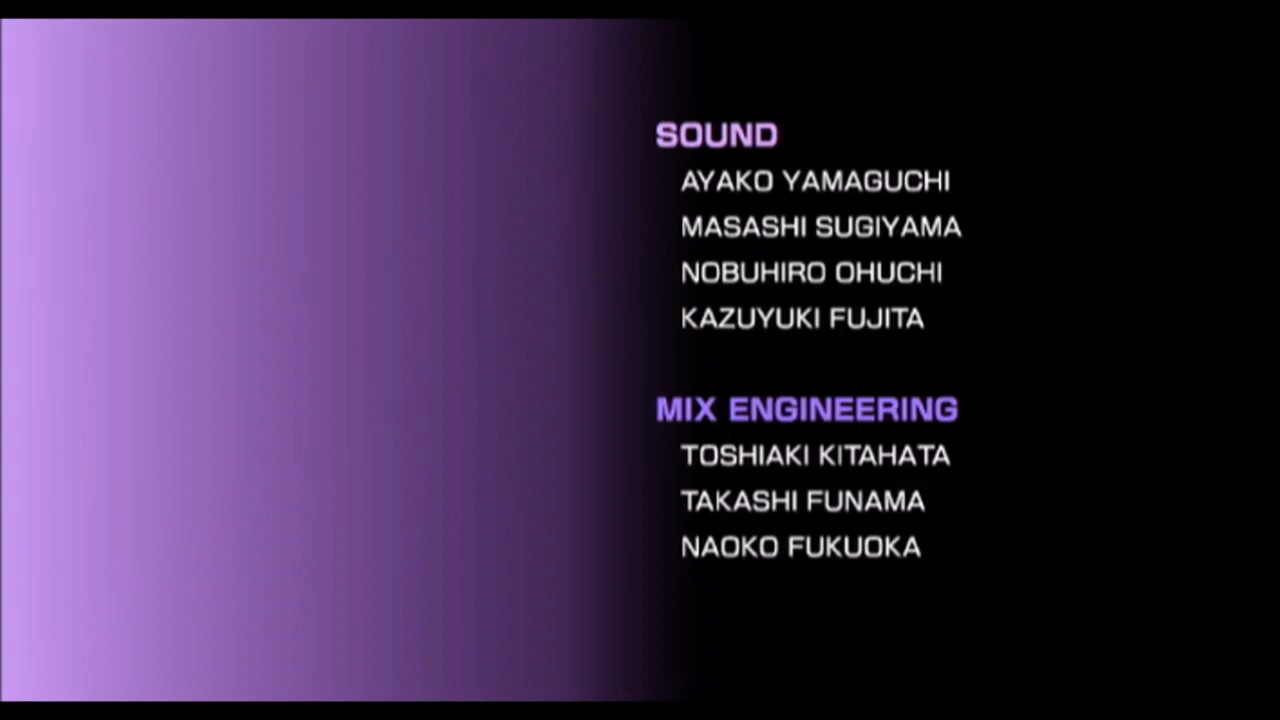 SOUND
AYAKO YAMAGUCHI
MASASHI SUGIYAMA
NOBUHIRO OHUCHI
KAZUYUKI FUJITA
MIX ENGINEERING
TOSHIAKI KITAHATA
TAKASHI FUNAMA
NAOKO FUKUOKA